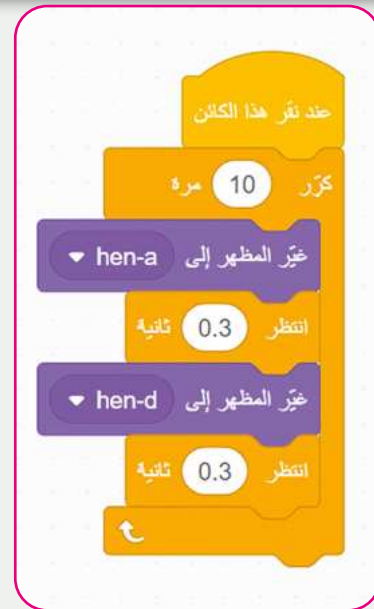 عند نقر هذا الكائن
كرّر 10 مرة
غيّر المظهر إلى hen-a
انتظر 0.3 ثانية
غيّر المظهر إلى hen-d
انتظر 0.3 ثانية